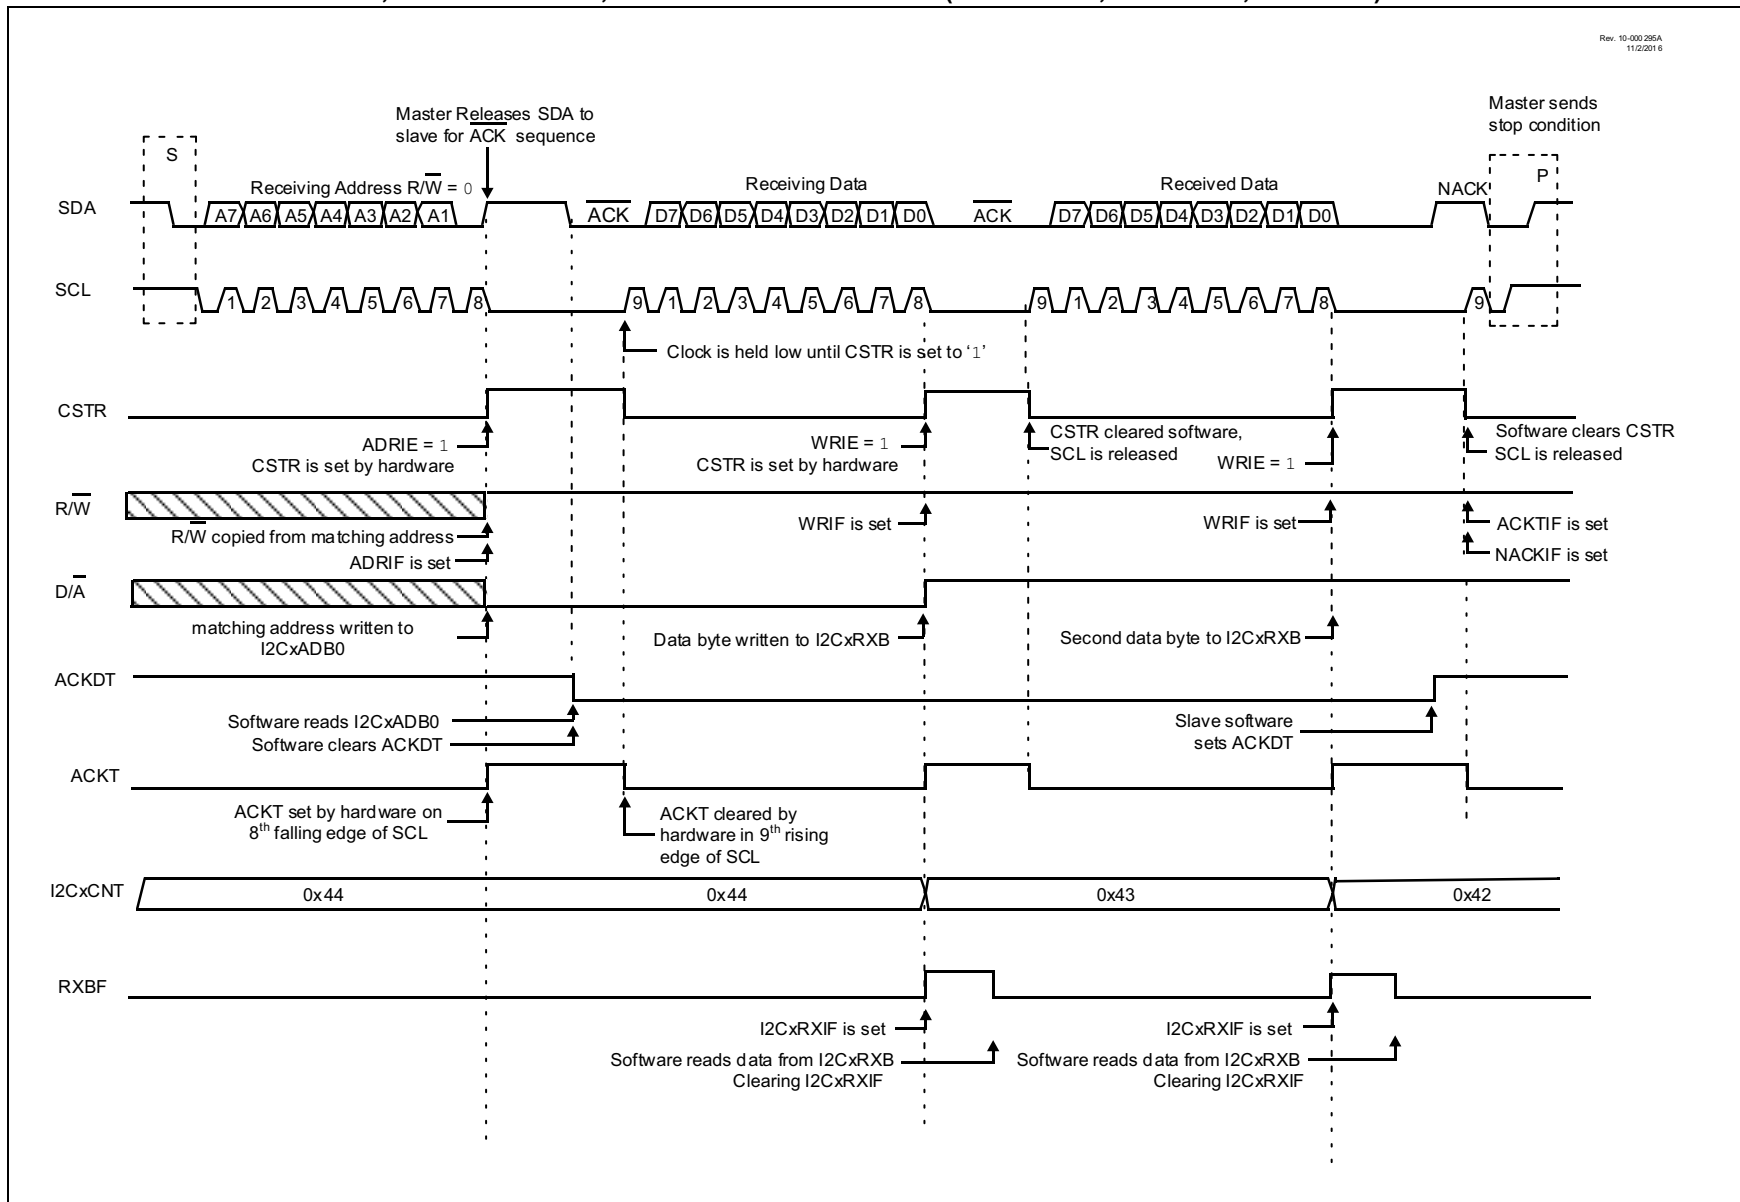 Rev. 10-000 295A
11/2/2016
Master Releases SDA to
slave for ACK sequence
Master sends
stop condition
S
P
Receiving Address R/W = 0
Receiving Data
Received Data
NACK
SDA
A7 A6 A5 A4 A3 A2 A1
ACK
D7 D6 D5 D4 D3 D2 D1 D0
ACK
D7 D6 D5 D4 D3 D2 D1 D0
SCL
1 2 3 4 5 6 7 8 9 1 2 3 4 5 6 7 8 9 1 2 3 4 5 6 7 8 9
Clock is held low until CSTR is set to ‘1’
CSTR
ADRIE = 1
CSTR is set by hardware
WRIE = 1
CSTR is set by hardware
CSTR cleared software,
SCL is released
WRIE = 1
Software clears CSTR
SCL is released
R/W
R/W copied from matching address
ADRIF is set
WRIF is set
WRIF is set
ACKTIF is set
NACKIF is set
D/A
matching address written to
I2CxADB0
Data byte written to I2CxRXB
Second data byte to I2CxRXB
ACKDT
Software reads I2CxADB0
Software clears ACKDT
Slave software
sets ACKDT
ACKT
ACKT set by hardware on
8th falling edge of SCL
ACKT cleared by
hardware in 9th rising
edge of SCL
I2CxCNT
0x44
0x44
0x43
0x42
RXBF
I2CxRXIF is set
I2CxRXIF is set
Software reads data from I2CxRXB
Clearing I2CxRXIF
Software reads data from I2CxRXB
Clearing I2CxRXIF